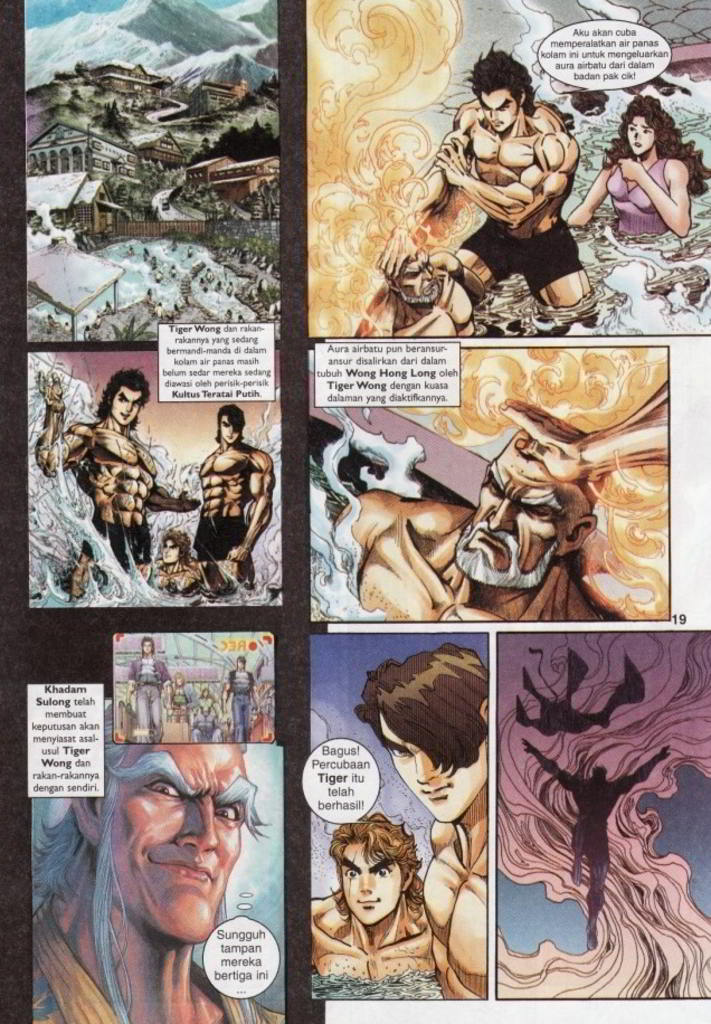 Tiger Wong dan rakan-
rakannya yang sedang
bermandi-manda di dalam
kolam air panas masih
belum sedar mereka sedang
diawasi oleh perisik-perisik
Kultus Teratai Putih.
REC
Khadam
Sulong telah
membuat
keputusan akan
menyiasat asal-
usul Tiger
Wong dan
rakan-rakannya
dengan sendiri.
Sungguh
tampan
mereka
bertiga ini
...
Aku akan cuba
memperalatkan air panas
kolam ini untuk mengeluarkan
aura airbatu dari dalam
badan pak cik!
Aura airbatu pun beransur-
ansur disalirkan dari dalam
tubuh Wong Hong Long oleh
Tiger Wong dengan kuasa
dalaman yang diaktifkannya.
19
Bagus!
Percubaan
Tiger itu
telah
berhasil!